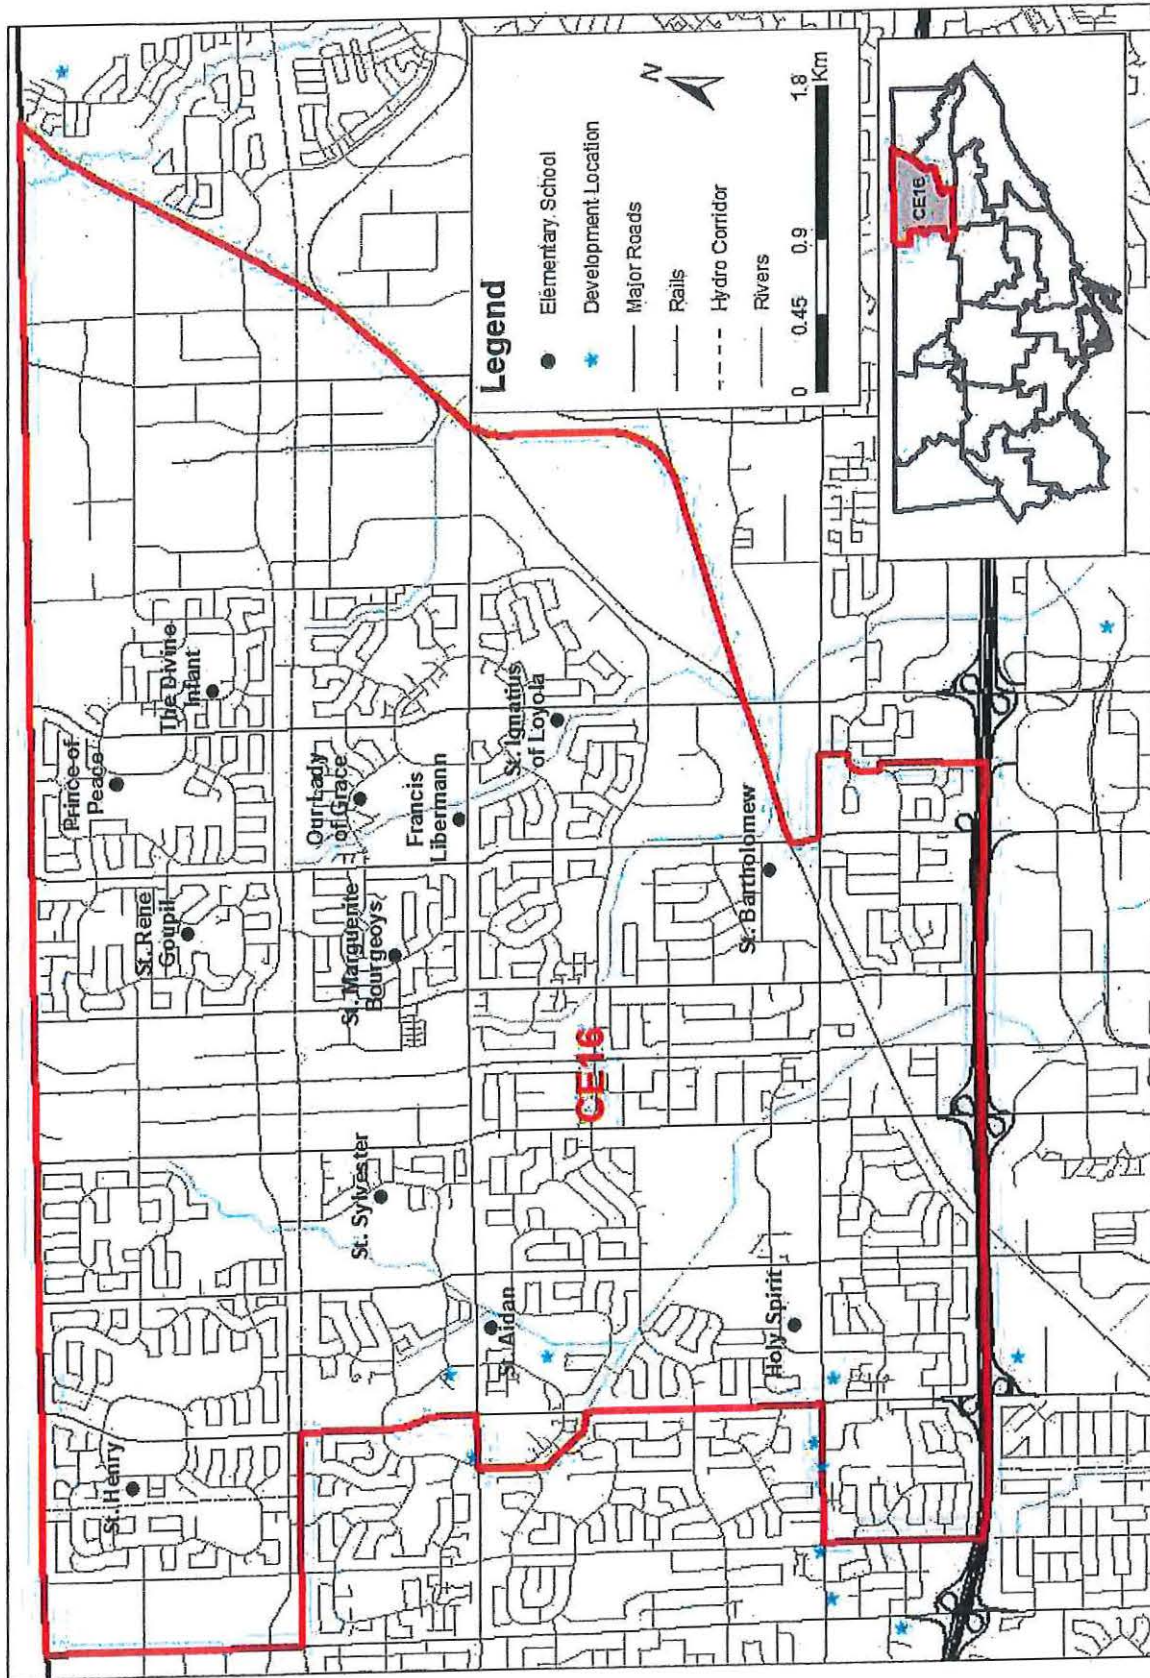 St. Henry
St. Sylvester
St. Aidan
Holy Spirit
CE16
St. Rene
Goupil
St. Marguerite
Bourgeoys
Prince of
Peace
The Divine
Infant
Our Lady
of Grace
Francis
Libermann
St. Ignatius
of Loyola
St. Bartholomew
Legend
Elementary School
Development Location
Major Roads
Rails
Hydro Corridor
Rivers
N
0 0.45 0.9 1.8
Km
CE16